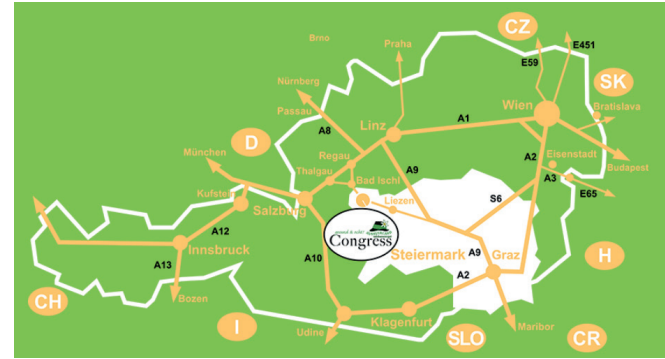 CZ
E451
Brno
Praha
E59
SK
Nürnberg
Wien
Bratislava
Passau
A1
Linz
A8
D
A2
Eisenstadt
Budapest
München
Regau
Thalgau
Bad Ischl
A9
A3
E65
Kufstein
Salzburg
Liezen
S6
A12
Congress
Innsbruck
Steiermark
A9
Graz
H
A13
A10
A2
CH
Bozen
I
Udine
Klagenfurt
SLO
Maribor
CR